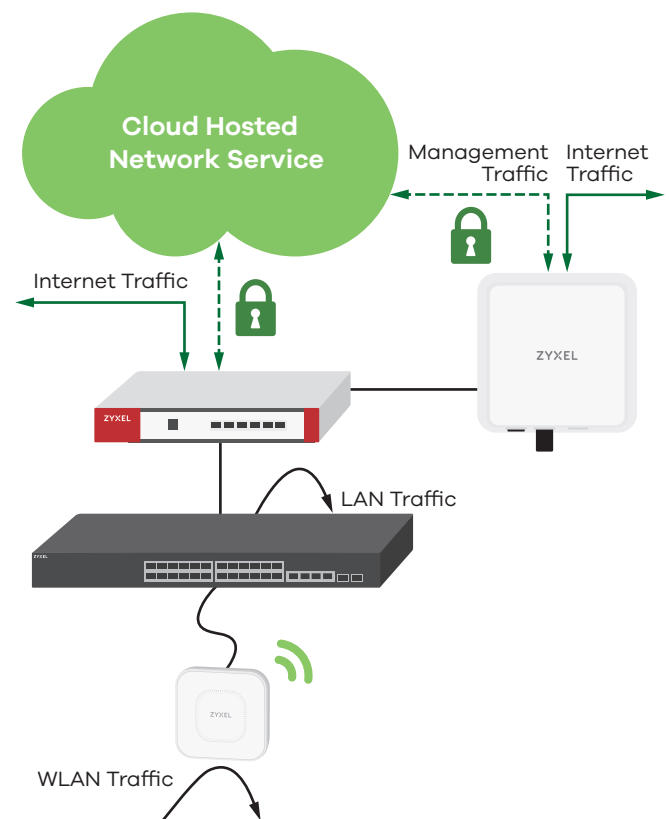 Cloud Hosted
Network Service
Management
Traffic
Internet
Traffic
Internet Traffic
ZYXEL
ZYXEL
LAN Traffic
ZYXEL
ZYXEL
WLAN Traffic